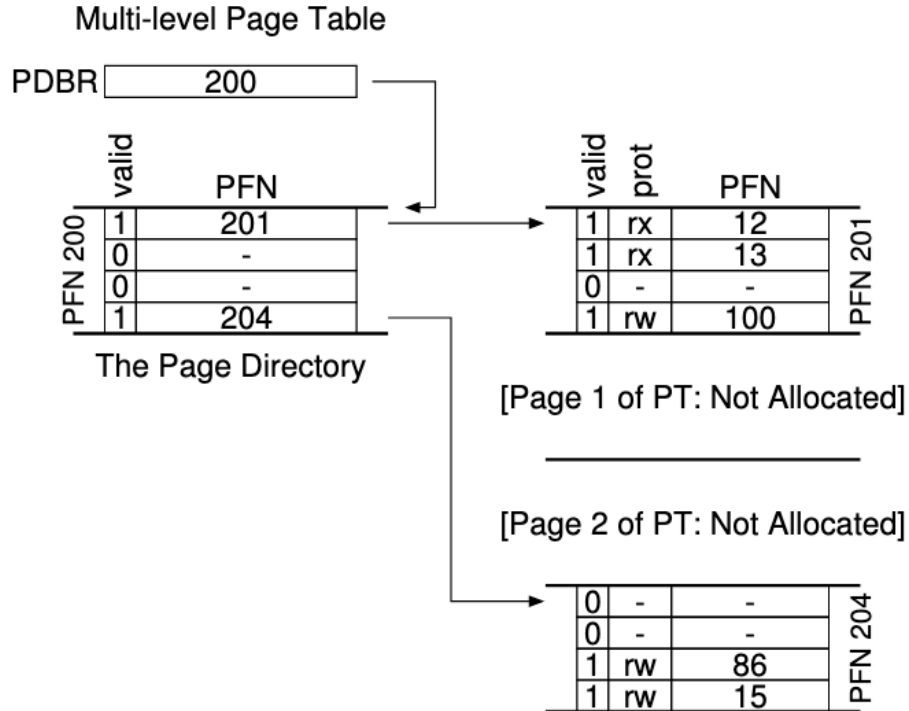 Multi-level Page Table
PDBR 200
valid PFN
PFN 200
1 201
0 -
0 -
1 204
The Page Directory
valid prot PFN
1 rx 12
1 rx 13
0 - -
1 rw 100
PFN 201
[Page 1 of PT: Not Allocated]
[Page 2 of PT: Not Allocated]
0 - -
0 - -
1 rw 86
1 rw 15
PFN 204